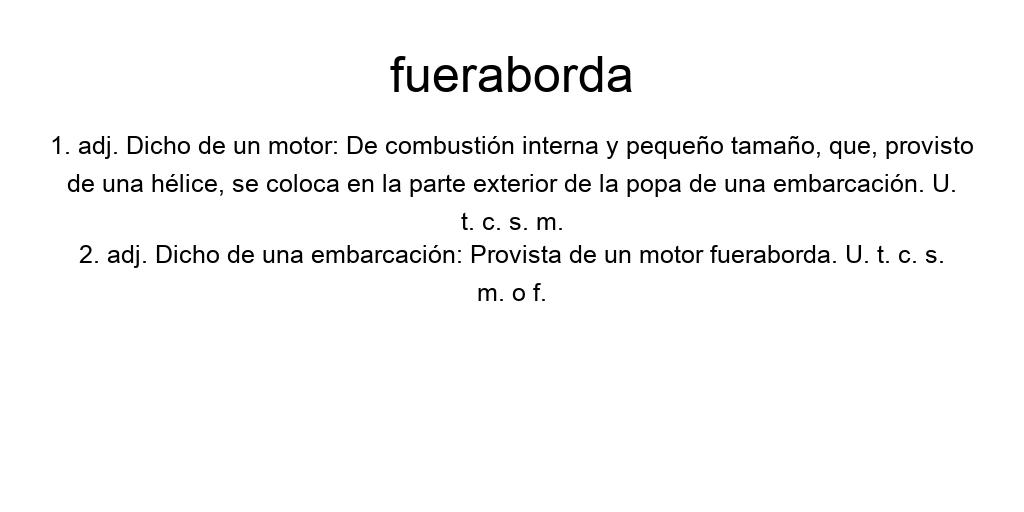 fueraborda
1. adj. Dicho de un motor: De combustión interna y pequeño tamaño, que, provisto
de una hélice, se coloca en la parte exterior de la popa de una embarcación. U.
t. c. s. m.
2. adj. Dicho de una embarcación: Provista de un motor fueraborda. U. t. c. s.
m. o f.